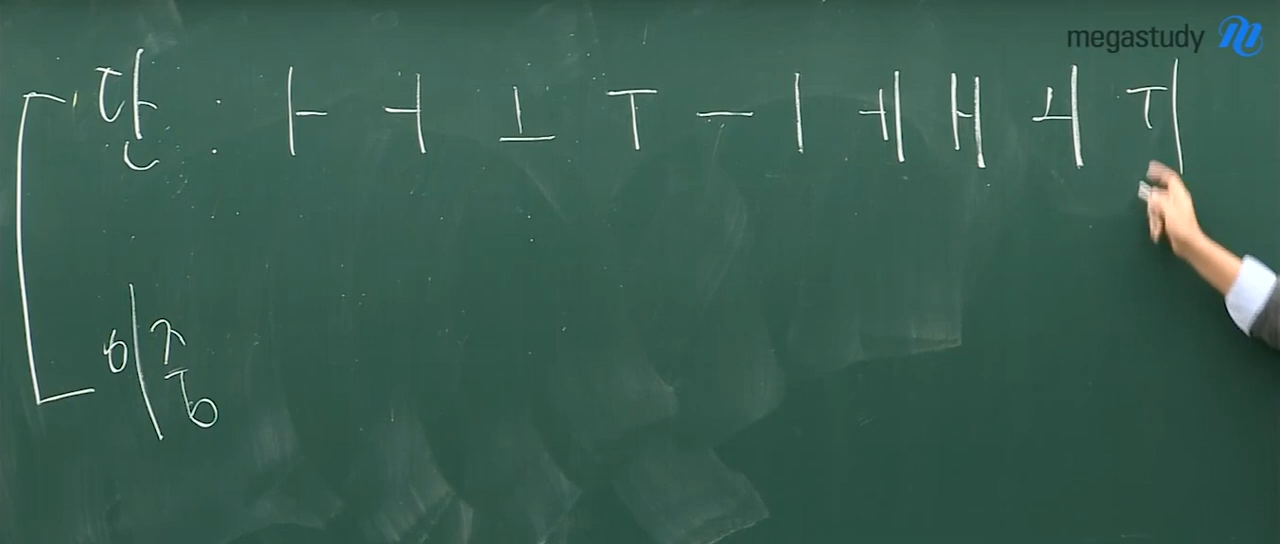 megastudy
단 : ㅏ ㅓ ㅗ ㅜ ㅡ ㅣ ㅔ ㅐ ㅚ ㅟ
이중